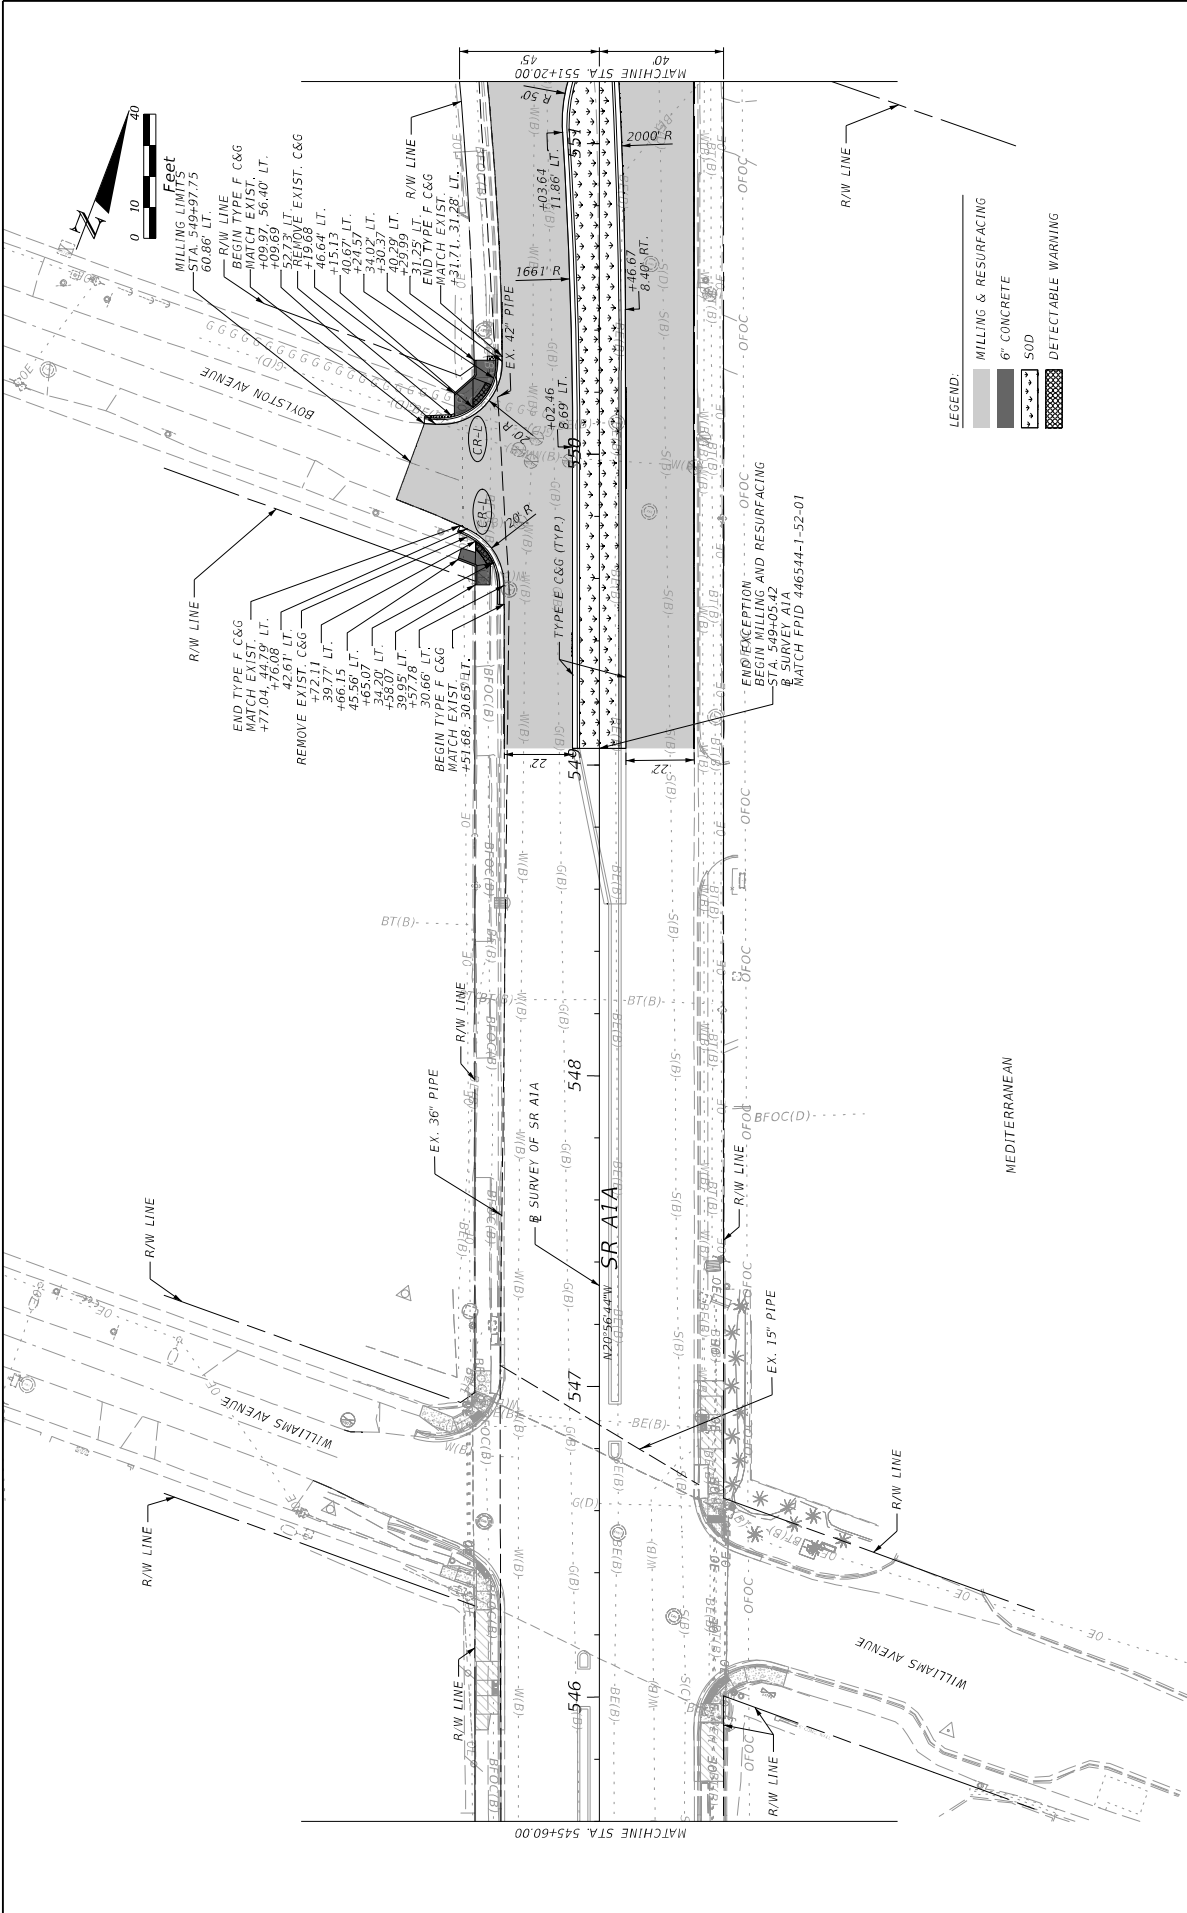 MATCHINE STA. 551+20.00
45'
40'
0 10 40
Feet
MILLING LIMITS
STA. 549+97.75
60.86' LT.
R/W LINE
BEGIN TYPE F C&G
MATCH EXIST.
+09.97, 56.40' LT.
+09.69
52.73' LT.
REMOVE EXIST. C&G
+19.68
46.64' LT.
+15.13
40.67' LT.
+24.57
34.02' LT.
+30.37
40.29' LT.
+29.99
31.25' LT.
END TYPE F C&G
MATCH EXIST.
+31.71, 31.28' LT.
R/W LINE
EX. 42" PIPE
R 50'
2000' R
1991' R
+03.64
11.86' LT.
+46.67
8.40' RT.
+02.46
8.69' LT.
551
550
549
548
547
546
BOYLSTON AVENUE
CR-L
CR-L
20' R
20' R
R/W LINE
R/W LINE
END TYPE F C&G
MATCH EXIST.
+77.04, 44.79' LT.
+76.08
42.61' LT.
REMOVE EXIST. C&G
+72.11
39.77' LT.
+66.15
45.56' LT.
+65.07
34.20' LT.
+58.07
39.95' LT.
+57.78
30.66' LT.
BEGIN TYPE F C&G
MATCH EXIST.
+51.68, 30.65' LT.
TYPE F C&G (TYP.)
22'
22'
END EXCEPTION
BEGIN MILLING AND RESURFACING
STA. 549+05.42
BL SURVEY A1A
MATCH FPID 446544-1-52-01
LEGEND:
MILLING & RESURFACING
6" CONCRETE
SOD
DETECTABLE WARNING
R/W LINE
EX. 36" PIPE
BL SURVEY OF SR A1A
SR A1A
N20°56'44"W
R/W LINE
EX. 15" PIPE
MEDITERRANEAN
R/W LINE
R/W LINE
WILLIAMS AVENUE
WILLIAMS AVENUE
R/W LINE
R/W LINE
R/W LINE
BT(B)
BT(B)
BFOC(D)
BE(B)
G(D)
W(B)
G(B)
S(B)
BFOC(B)
OFOC
OE
MATCHINE STA. 545+60.00